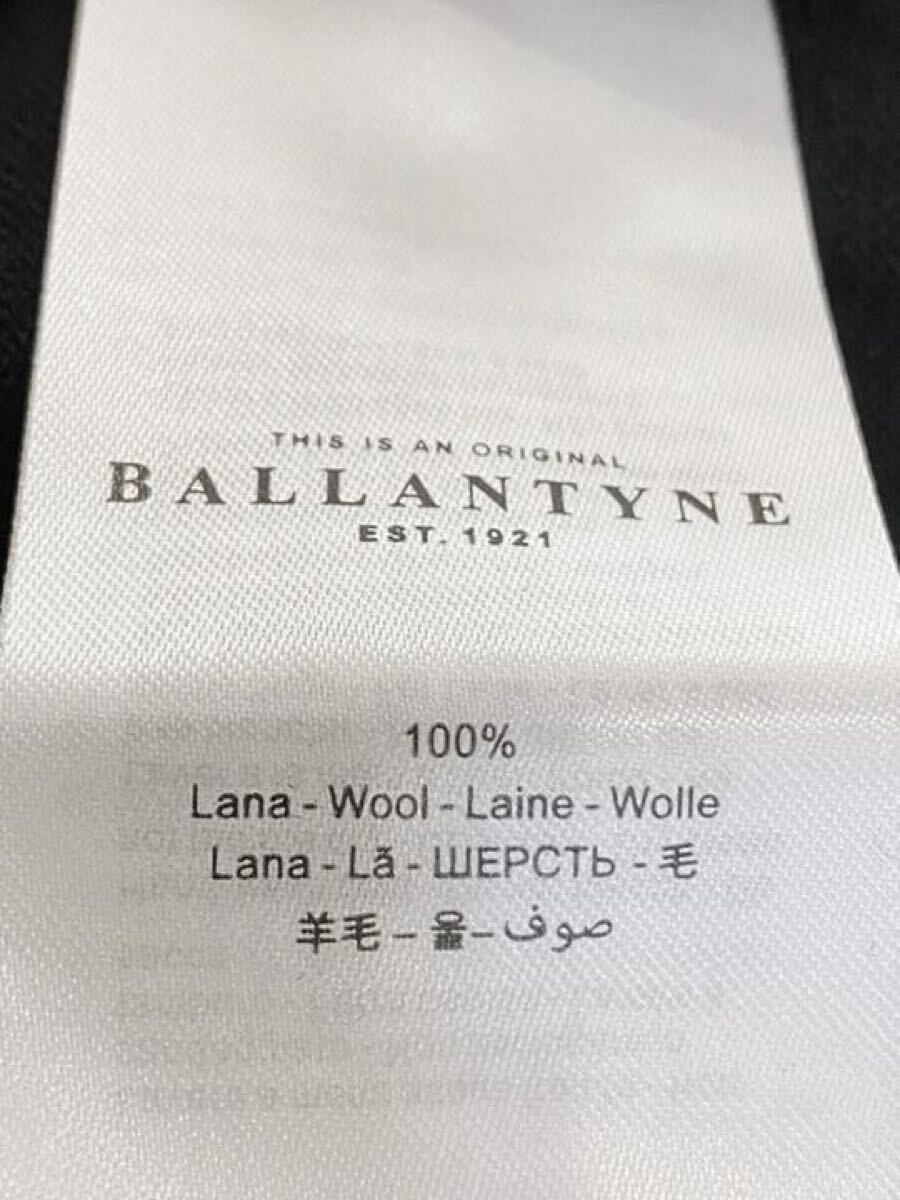 THIS IS AN ORIGINAL
BALLANTYNE
EST. 1921
100%
Lana - Wool - Laine - Wolle
Lana - Lã - ШЕРСТЬ - 毛
羊毛 - 울 - صوف